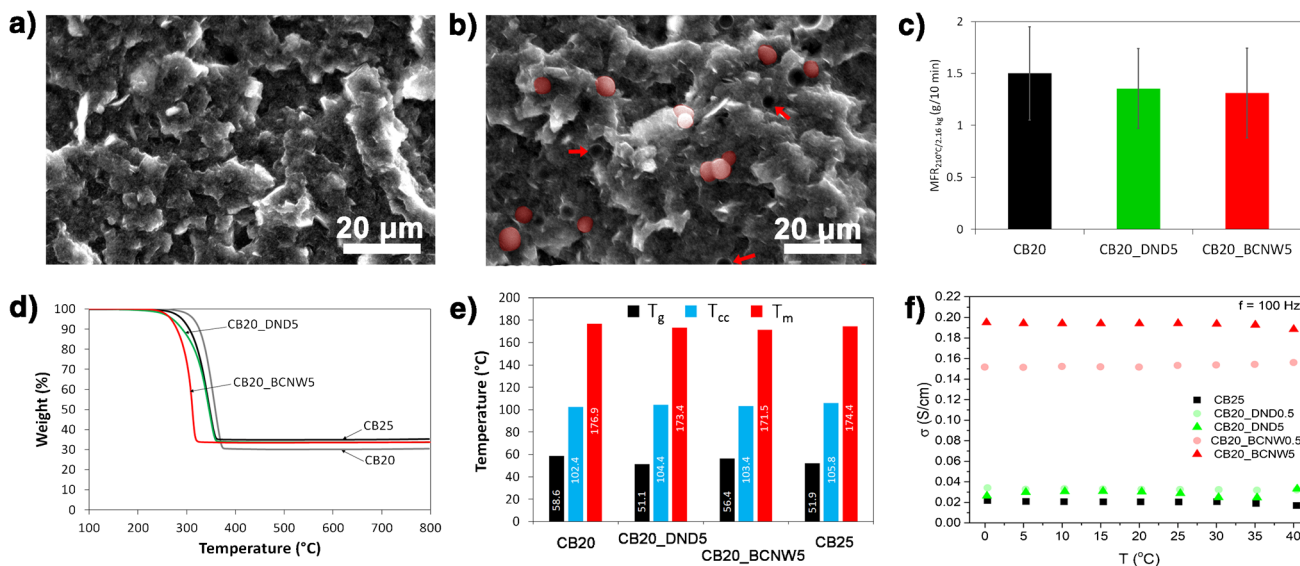 a)
20 µm
b)
20 µm
c)
MFR210°C/2.16 kg (g/10 min)
2
1.5
1
0.5
0
CB20
CB20_DND5
CB20_BCNW5
d)
Weight (%)
100
90
80
70
60
50
40
30
20
10
0
CB20_DND5
CB20_BCNW5
CB25
CB20
100
200
300
400
500
600
700
800
Temperature (°C)
e)
Temperature (°C)
200
180
160
140
120
100
80
60
40
20
0
Tg
Tcc
Tm
58.6
102.4
176.9
51.1
104.4
173.4
56.4
103.4
171.5
51.9
105.8
174.4
CB20
CB20_DND5
CB20_BCNW5
CB25
f)
σ (S/cm)
0.22
0.20
0.18
0.16
0.14
0.12
0.10
0.08
0.06
0.04
0.02
0.00
f = 100 Hz
CB25
CB20_DND0.5
CB20_DND5
CB20_BCNW0.5
CB20_BCNW5
0
5
10
15
20
25
30
35
40
T (°C)